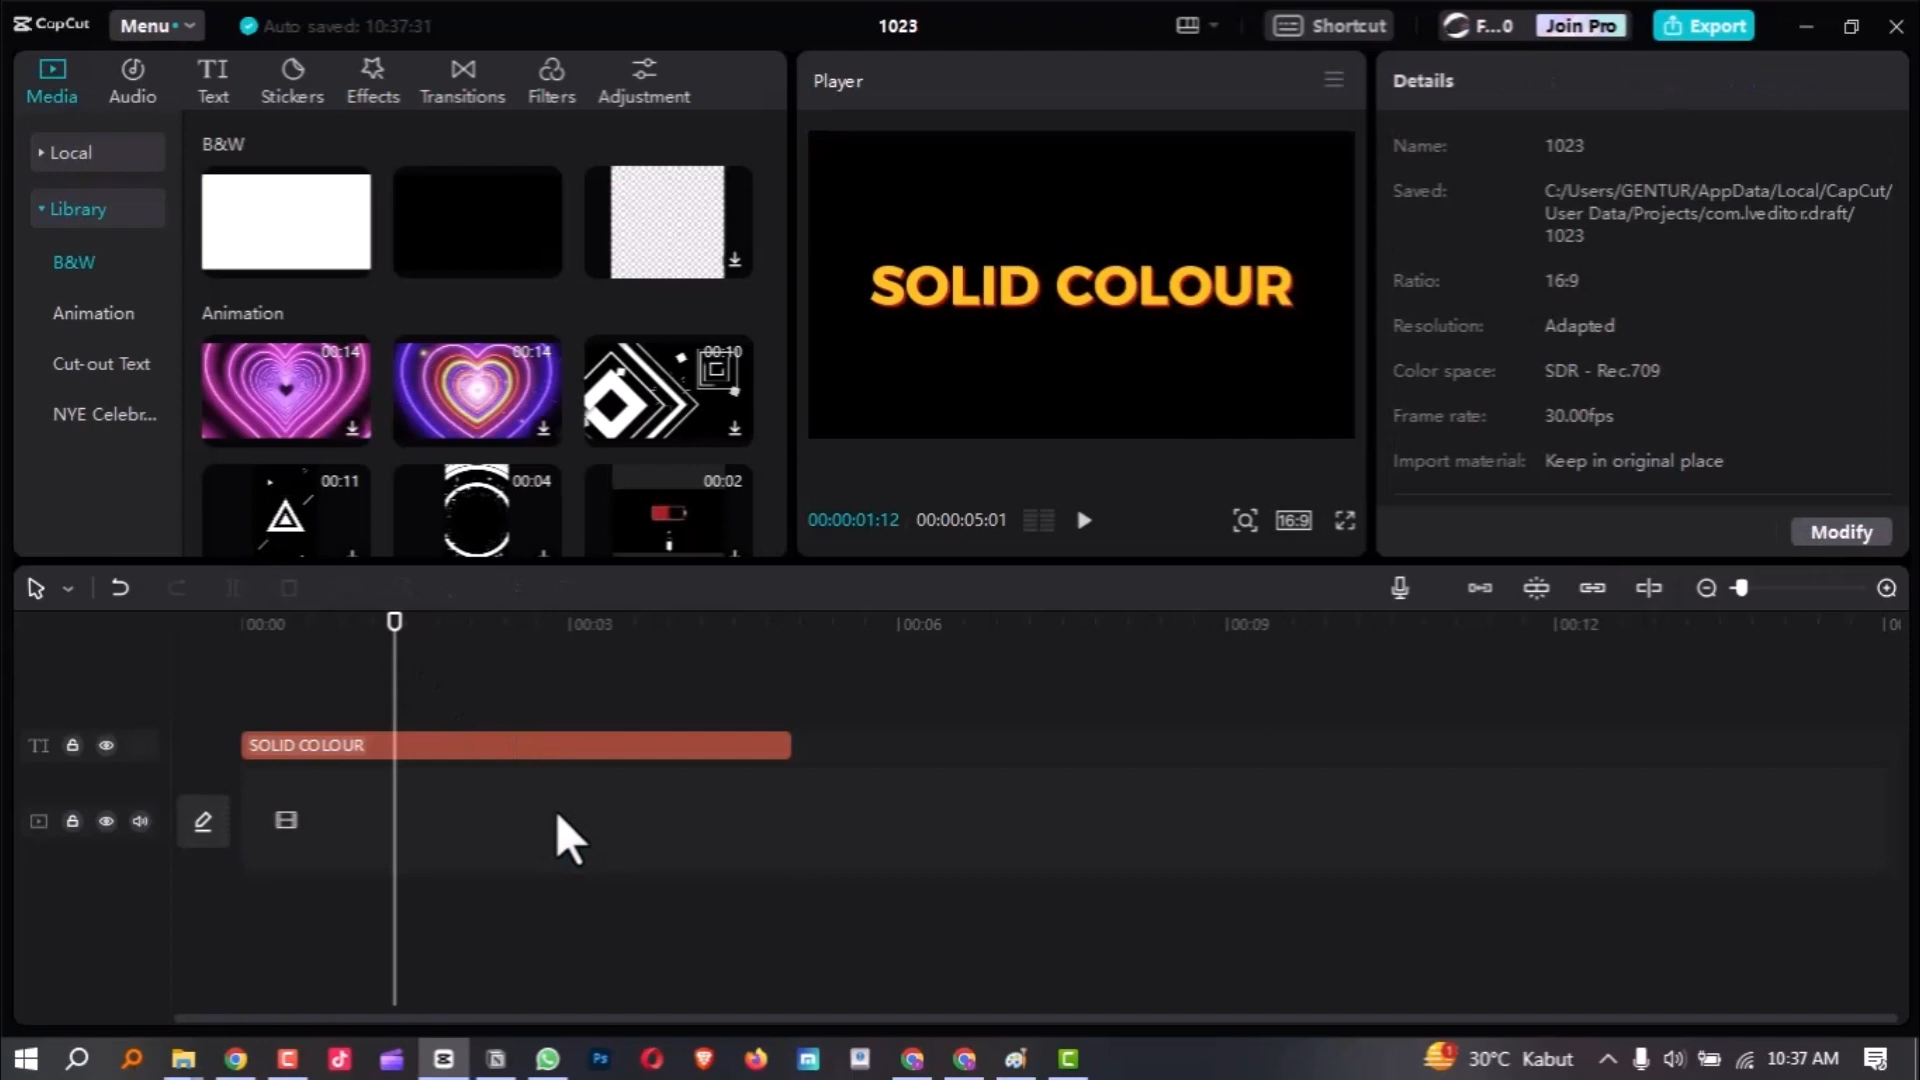 CapCut
Menu
Auto saved: 10:37:31
1023
Shortcut
F...0
Join Pro
Export
Media
Audio
TI
Text
Stickers
Effects
Transitions
Filters
Adjustment
Local
Library
B&W
Animation
Cut-out Text
NYE Celebr...
B&W
Animation
00:14
00:14
00:10
00:11
00:04
00:02
Player
SOLID COLOUR
00:00:01:12
00:00:05:01
16:9
Details
Name: 1023
Saved: C:/Users/GENTUR/AppData/Local/CapCut/
User Data/Projects/com.lveditor.draft/
1023
Ratio: 16:9
Resolution: Adapted
Color space: SDR - Rec.709
Frame rate: 30.00fps
Import material: Keep in original place
Modify
00:00
00:03
00:06
00:09
00:12
TI
SOLID COLOUR
Ps
1
30°C Kabut
10:37 AM